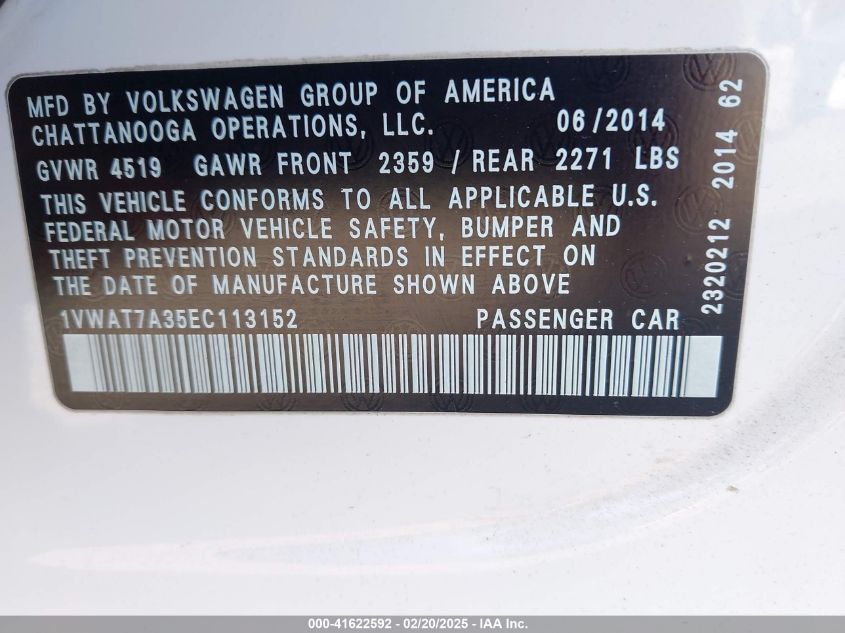 MFD BY VOLKSWAGEN GROUP OF AMERICA
CHATTANOOGA OPERATIONS, LLC. 06/2014
GVWR 4519 GAWR FRONT 2359 / REAR 2271 LBS
THIS VEHICLE CONFORMS TO ALL APPLICABLE U.S.
FEDERAL MOTOR VEHICLE SAFETY, BUMPER AND
THEFT PREVENTION STANDARDS IN EFFECT ON
THE DATE OF MANUFACTURE SHOWN ABOVE
1VWAT7A35EC113152 PASSENGER CAR
2320212 2014 62
000-41622592 - 02/20/2025 - IAA Inc.